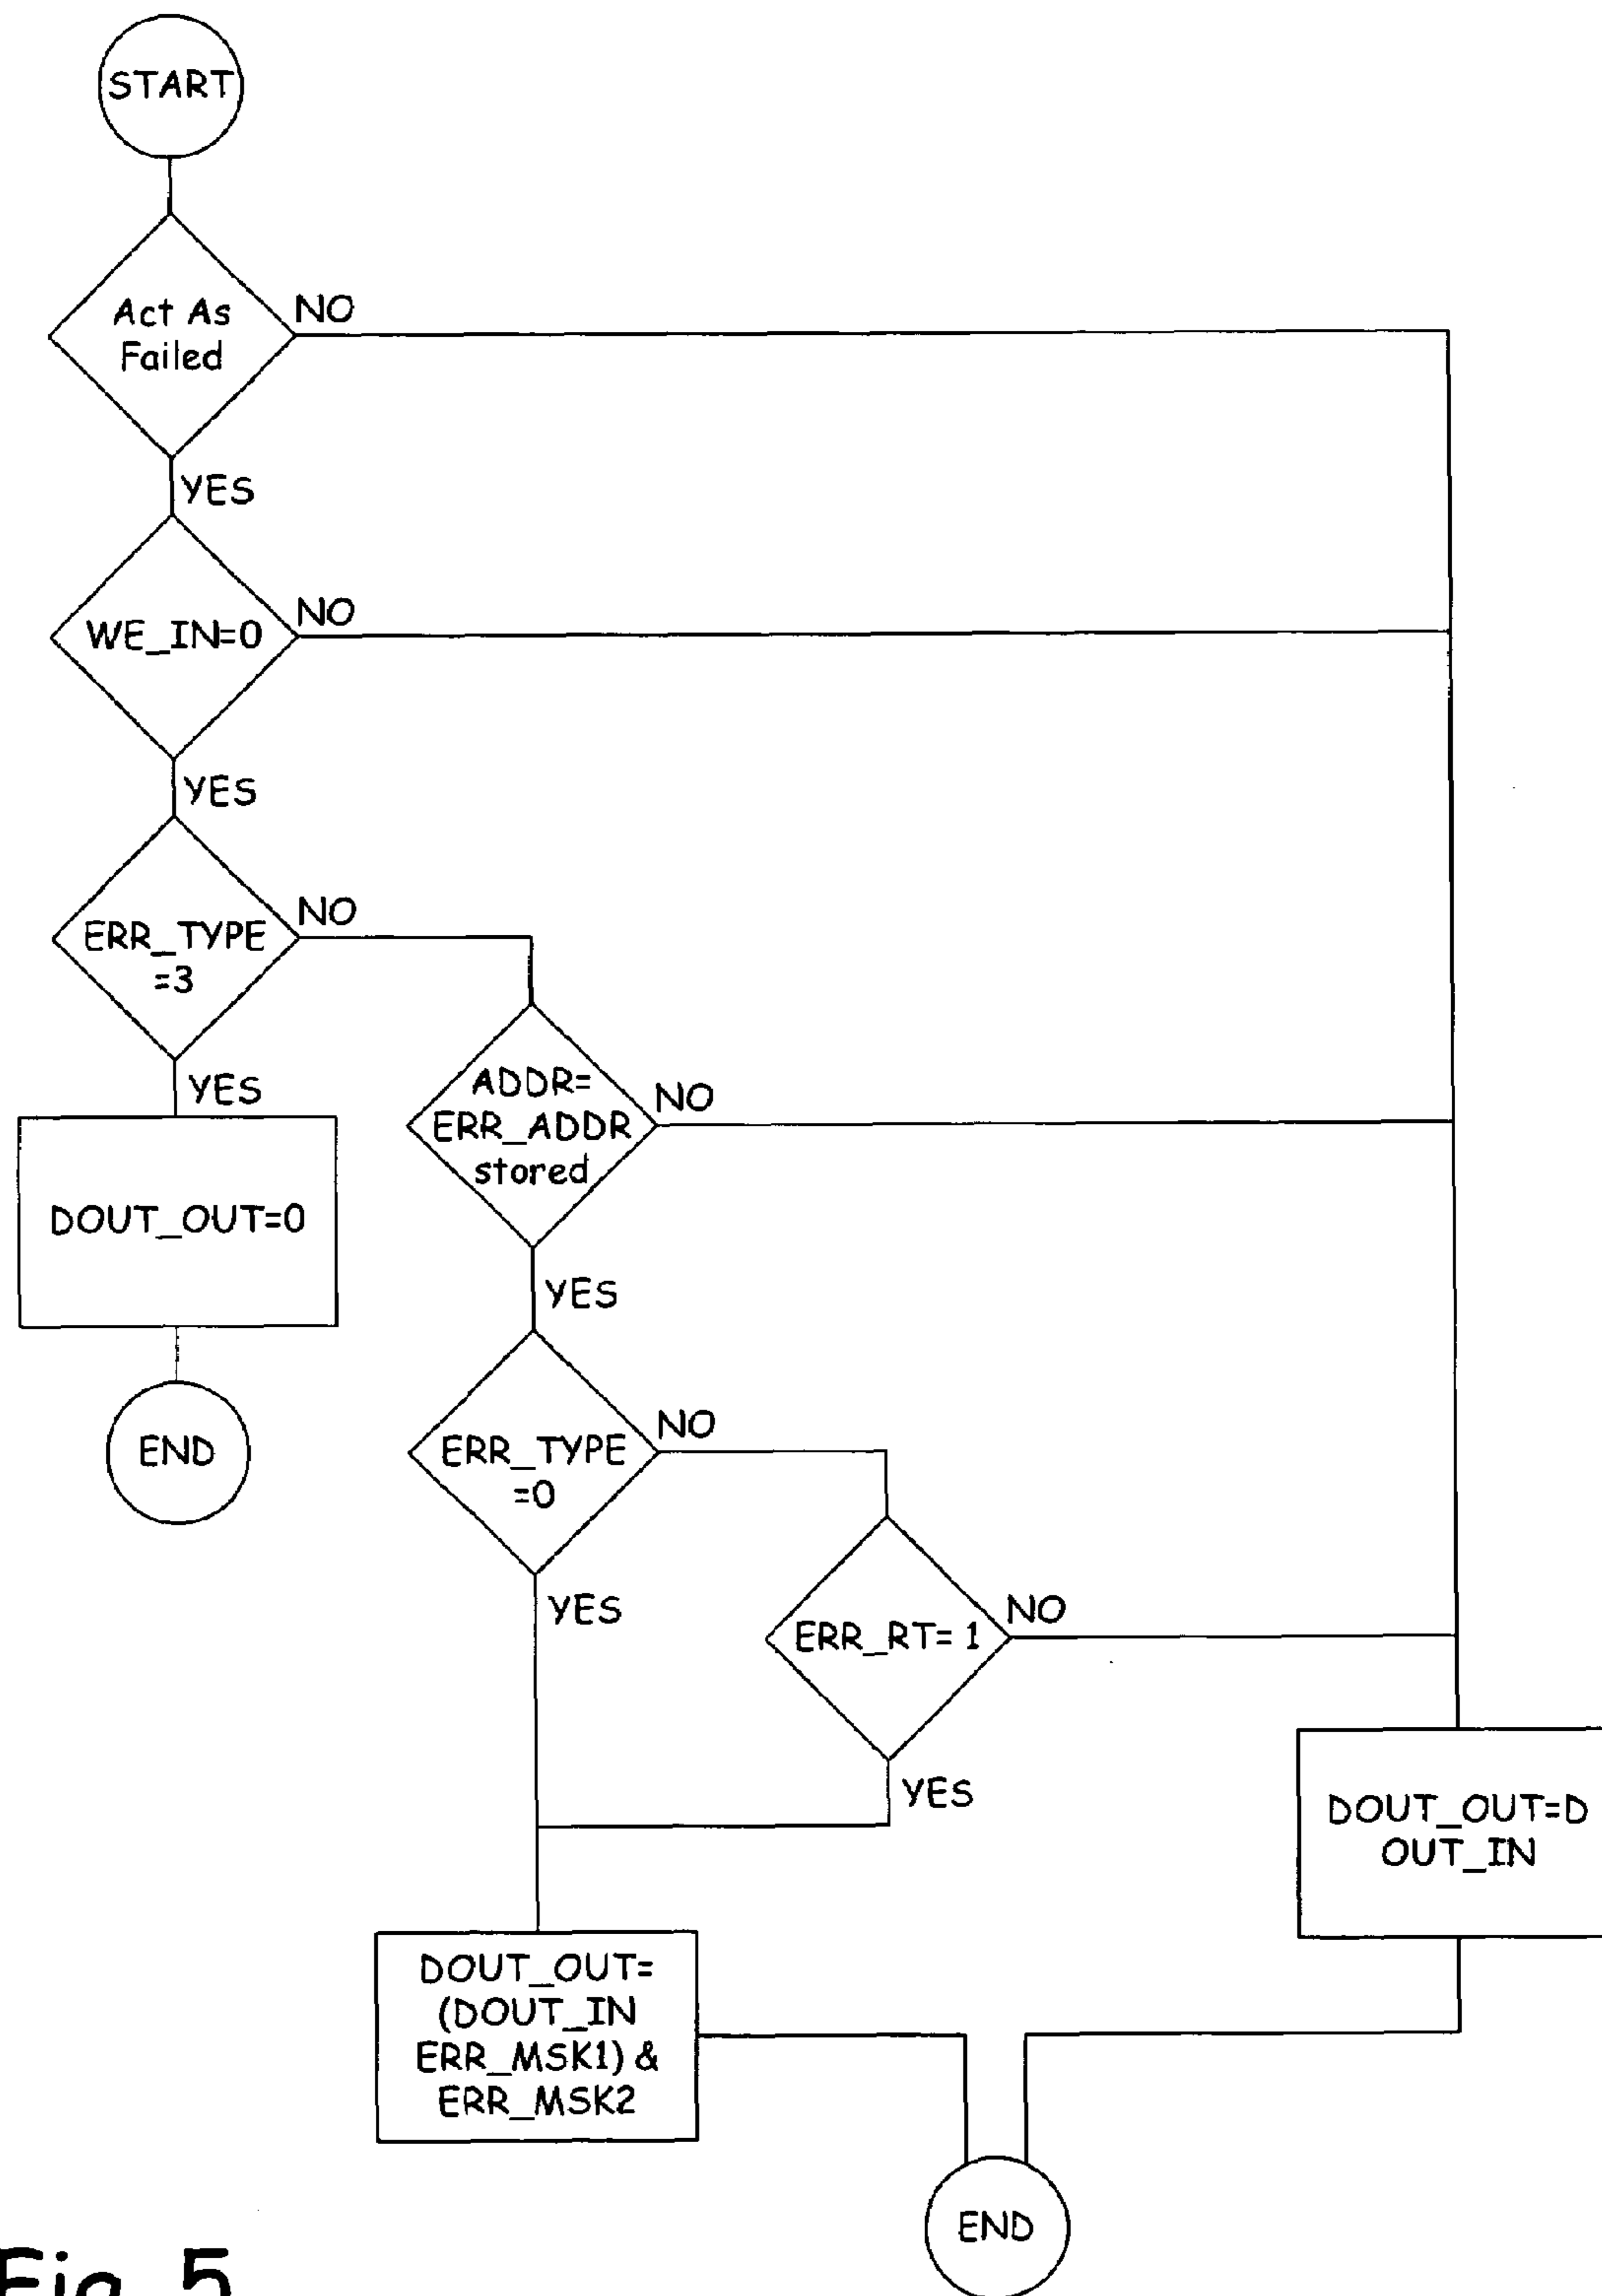 START
Act As
Failed
NO
YES
WE_IN=0
NO
YES
ERR_TYPE
=3
NO
YES
DOUT_OUT=0
END
ADDR=
ERR_ADDR
stored
NO
YES
ERR_TYPE
=0
NO
YES
ERR_RT= 1
NO
YES
DOUT_OUT=D
OUT_IN
DOUT_OUT=
(DOUT_IN
ERR_MSK1) &
ERR_MSK2
END
Fig. 5